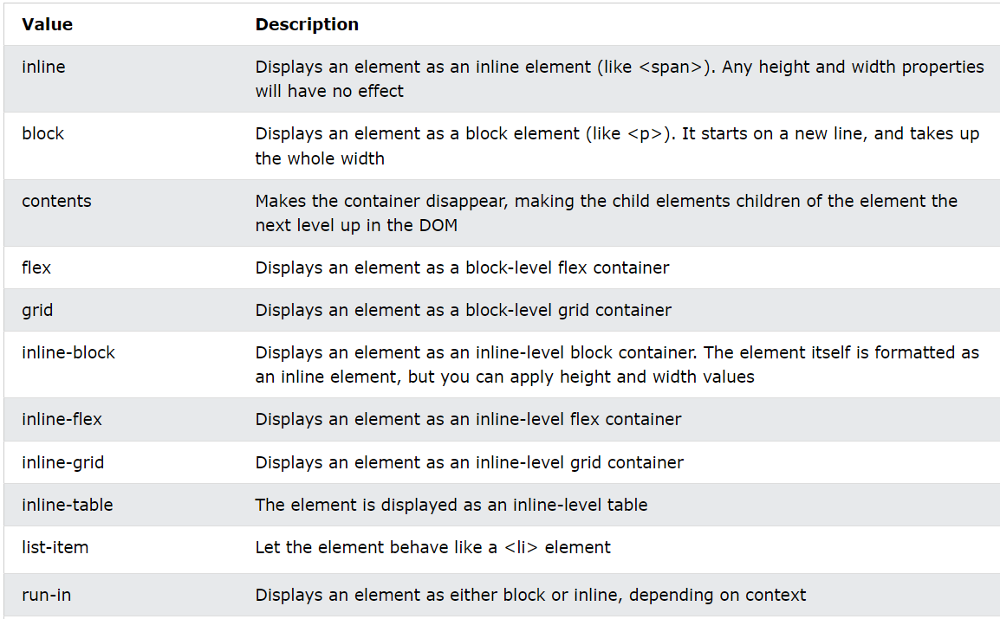 Value Description
inline Displays an element as an inline element (like <span>). Any height and width properties
will have no effect
block Displays an element as a block element (like <p>). It starts on a new line, and takes up
the whole width
contents Makes the container disappear, making the child elements children of the element the
next level up in the DOM
flex Displays an element as a block-level flex container
grid Displays an element as a block-level grid container
inline-block Displays an element as an inline-level block container. The element itself is formatted as
an inline element, but you can apply height and width values
inline-flex Displays an element as an inline-level flex container
inline-grid Displays an element as an inline-level grid container
inline-table The element is displayed as an inline-level table
list-item Let the element behave like a <li> element
run-in Displays an element as either block or inline, depending on context